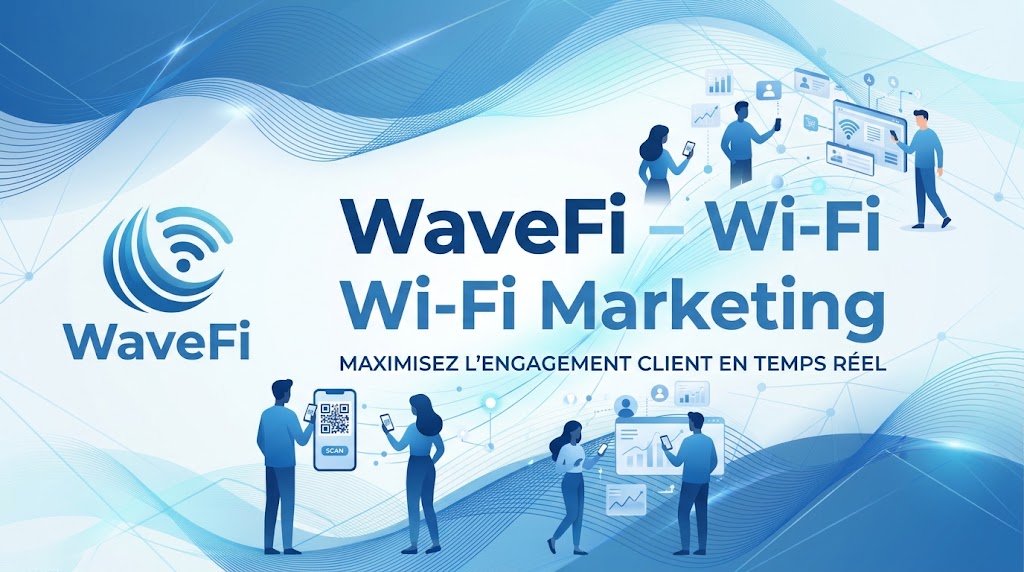 WaveFi
WaveFi – Wi-Fi
Wi-Fi Marketing
MAXIMISEZ L'ENGAGEMENT CLIENT EN TEMPS RÉEL
SCAN